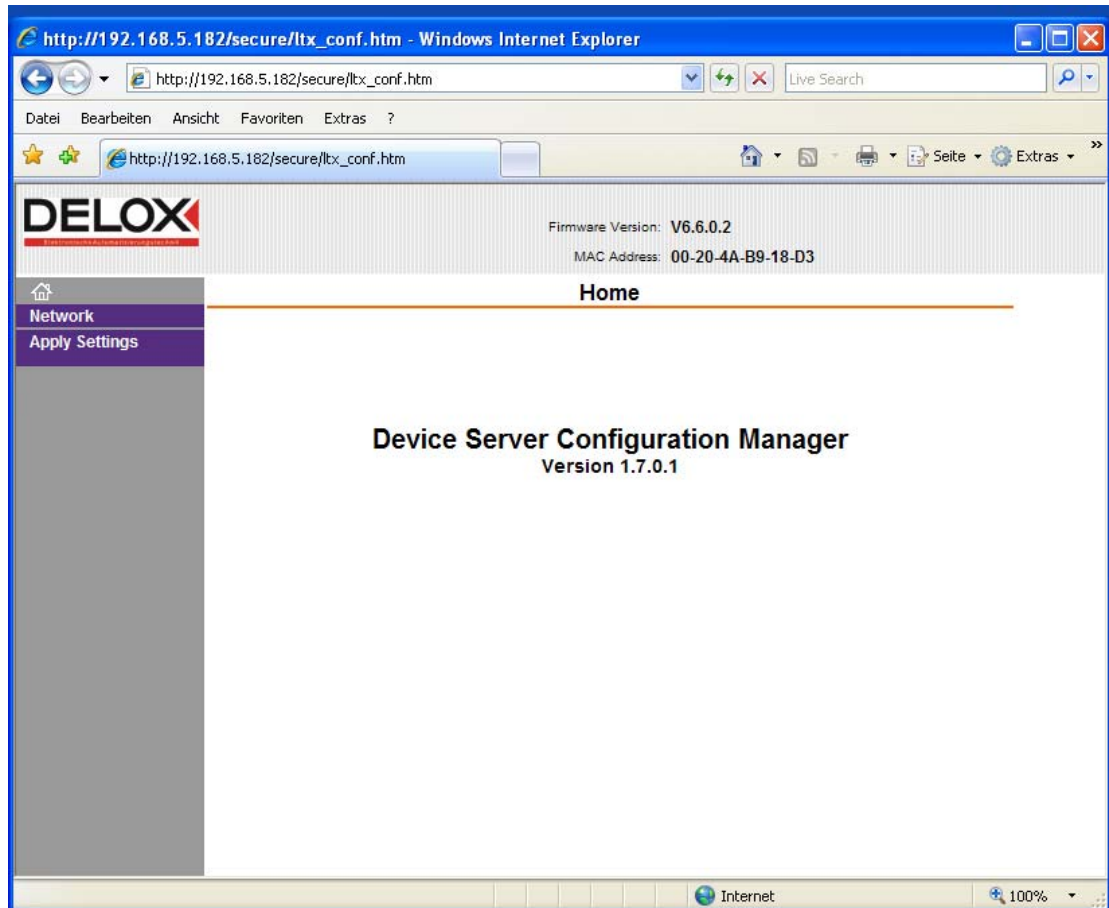 http://192.168.5.182/secure/ltx_conf.htm - Windows Internet Explorer
http://192.168.5.182/secure/ltx_conf.htm
Live Search
Datei Bearbeiten Ansicht Favoriten Extras ?
http://192.168.5.182/secure/ltx_conf.htm
Seite
Extras
DELOX
Elektronische Automatisierungstechnik
Firmware Version: V6.6.0.2
MAC Address: 00-20-4A-B9-18-D3
Home
Network
Apply Settings
Device Server Configuration Manager
Version 1.7.0.1
Internet
100%